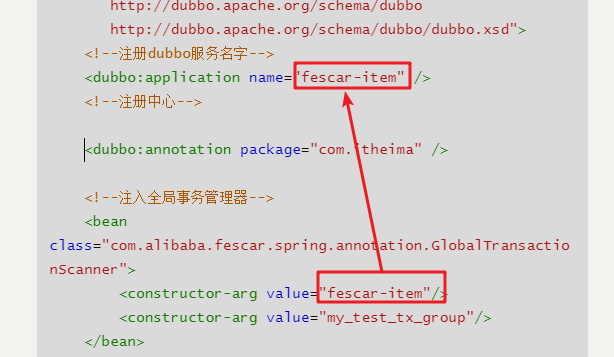 http://dubbo.apache.org/schema/dubbo
http://dubbo.apache.org/schema/dubbo/dubbo.xsd">
<!--注册dubbo服务名字-->
<dubbo:application name="fescar-item" />
<!--注册中心-->
<dubbo:annotation package="com.itheima" />
<!--注入全局事务管理器-->
<bean
class="com.alibaba.fescar.spring.annotation.GlobalTransactio
nScanner">
<constructor-arg value="fescar-item"/>
<constructor-arg value="my_test_tx_group"/>
</bean>